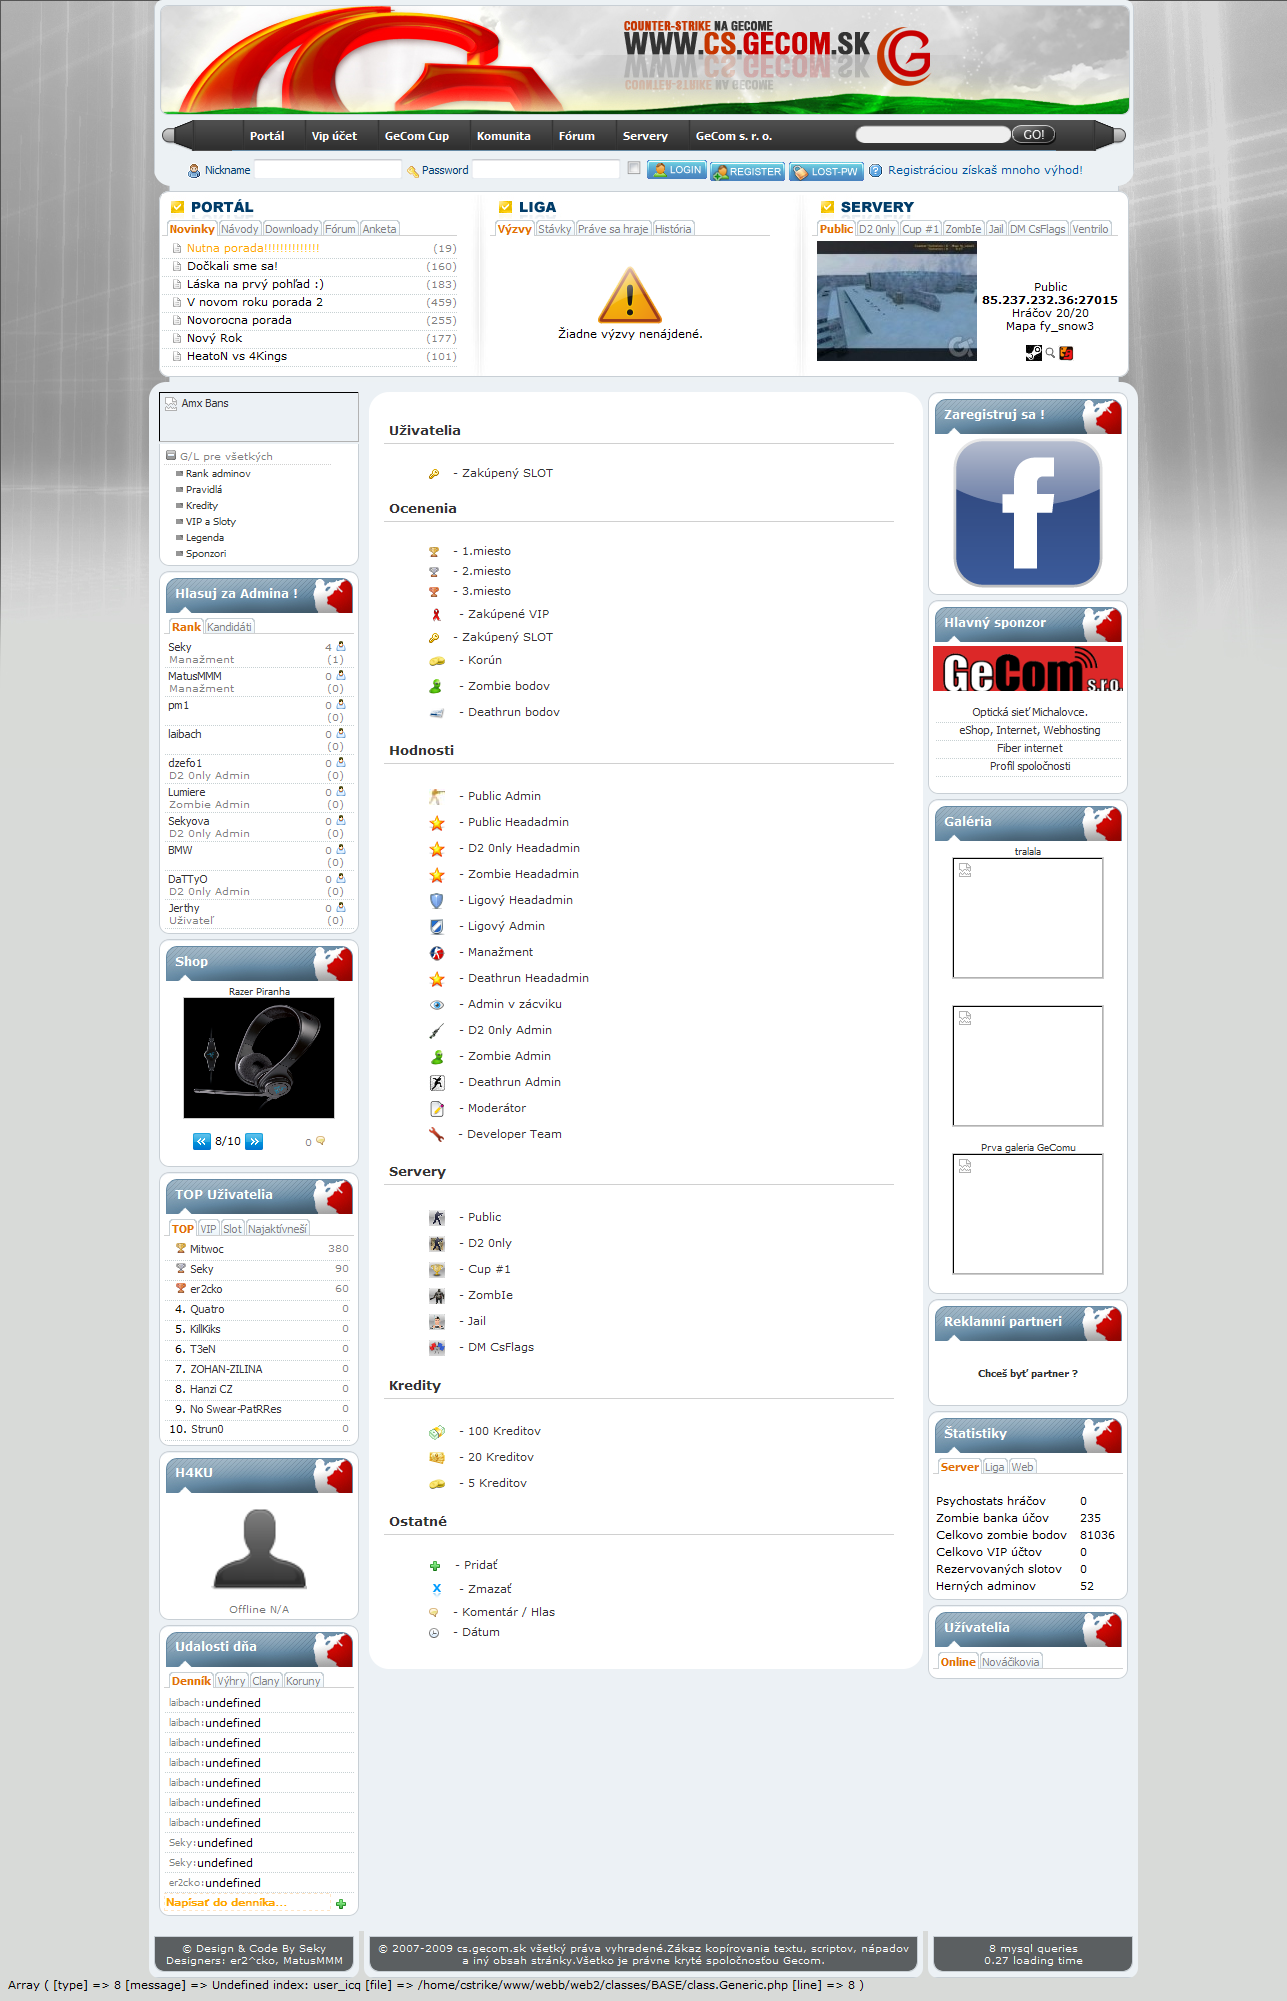 COUNTER-STRIKE NA GECOME
WWW.CS.GECOM.SK
Portál Vip účet GeCom Cup Komunita Fórum Servery GeCom s. r. o. GO!
Nickname Password LOGIN REGISTER LOST-PW Registráciou získaš mnoho výhod!
PORTÁL
Novinky Návody Downloady Fórum Anketa
Nutna porada!!!!!!!!!!!!!! (19)
Dočkali sme sa! (160)
Láska na prvý pohľad :) (183)
V novom roku porada 2 (459)
Novorocna porada (255)
Nový Rok (177)
HeatoN vs 4Kings (101)
LIGA
Výzvy Stávky Práve sa hraje História
Žiadne výzvy nenájdené.
SERVERY
Public D2 0nly Cup #1 ZombIe Jail DM CsFlags Ventrilo
Public
85.237.232.36:27015
Hráčov 20/20
Mapa fy_snow3
Amx Bans
G/L pre všetkých
Rank adminov
Pravidlá
Kredity
VIP a Sloty
Legenda
Sponzori
Hlasuj za Admina !
Rank Kandidáti
Seky 4
Manažment (1)
MatusMMM 0
Manažment (0)
pm1 0
(0)
laibach 0
(0)
dzefo1 0
D2 0nly Admin (0)
Lumiere 0
Zombie Admin (0)
Sekyova 0
D2 0nly Admin (0)
BMW 0
(0)
DaTTyO 0
D2 0nly Admin (0)
Jerthy 0
Uživateľ (0)
Shop
Razer Piranha
8/10 0
TOP Uživatelia
TOP VIP Slot Najaktívneší
Mitwoc 380
Seky 90
er2cko 60
4. Quatro 0
5. KillKiks 0
6. T3eN 0
7. ZOHAN-ZILINA 0
8. Hanzi CZ 0
9. No Swear-PatRRes 0
10. Strun0 0
H4KU
Offline N/A
Udalosti dňa
Denník Výhry Clany Koruny
laibach:undefined
laibach:undefined
laibach:undefined
laibach:undefined
laibach:undefined
laibach:undefined
laibach:undefined
Seky:undefined
Seky:undefined
er2cko:undefined
Napísať do denníka...
Uživatelia
- Zakúpený SLOT
Ocenenia
- 1.miesto
- 2.miesto
- 3.miesto
- Zakúpené VIP
- Zakúpený SLOT
- Korún
- Zombie bodov
- Deathrun bodov
Hodnosti
- Public Admin
- Public Headadmin
- D2 0nly Headadmin
- Zombie Headadmin
- Ligový Headadmin
- Ligový Admin
- Manažment
- Deathrun Headadmin
- Admin v zácviku
- D2 0nly Admin
- Zombie Admin
- Deathrun Admin
- Moderátor
- Developer Team
Servery
- Public
- D2 0nly
- Cup #1
- ZombIe
- Jail
- DM CsFlags
Kredity
- 100 Kreditov
- 20 Kreditov
- 5 Kreditov
Ostatné
- Pridať
- Zmazať
- Komentár / Hlas
- Dátum
Zaregistruj sa !
Hlavný sponzor
GeCom s.r.o.
Optická sieť Michalovce.
eShop, Internet, Webhosting
Fiber internet
Profil spoločnosti
Galéria
tralala
Prva galeria GeComu
Reklamní partneri
Chceš byť partner ?
Štatistiky
Server Liga Web
Psychostats hráčov 0
Zombie banka účov 235
Celkovo zombie bodov 81036
Celkovo VIP účtov 0
Rezervovaných slotov 0
Herných adminov 52
Užívatelia
Online Nováčikovia
© Design & Code By Seky
Designers: er2^cko, MatusMMM
© 2007-2009 cs.gecom.sk všetký práva vyhradené.Zákaz kopírovania textu, scriptov, nápadov
a iný obsah stránky.Všetko je právne kryté spoločnosťou Gecom.
8 mysql queries
0.27 loading time
Array ( [type] => 8 [message] => Undefined index: user_icq [file] => /home/cstrike/www/webb/web2/classes/BASE/class.Generic.php [line] => 8 )